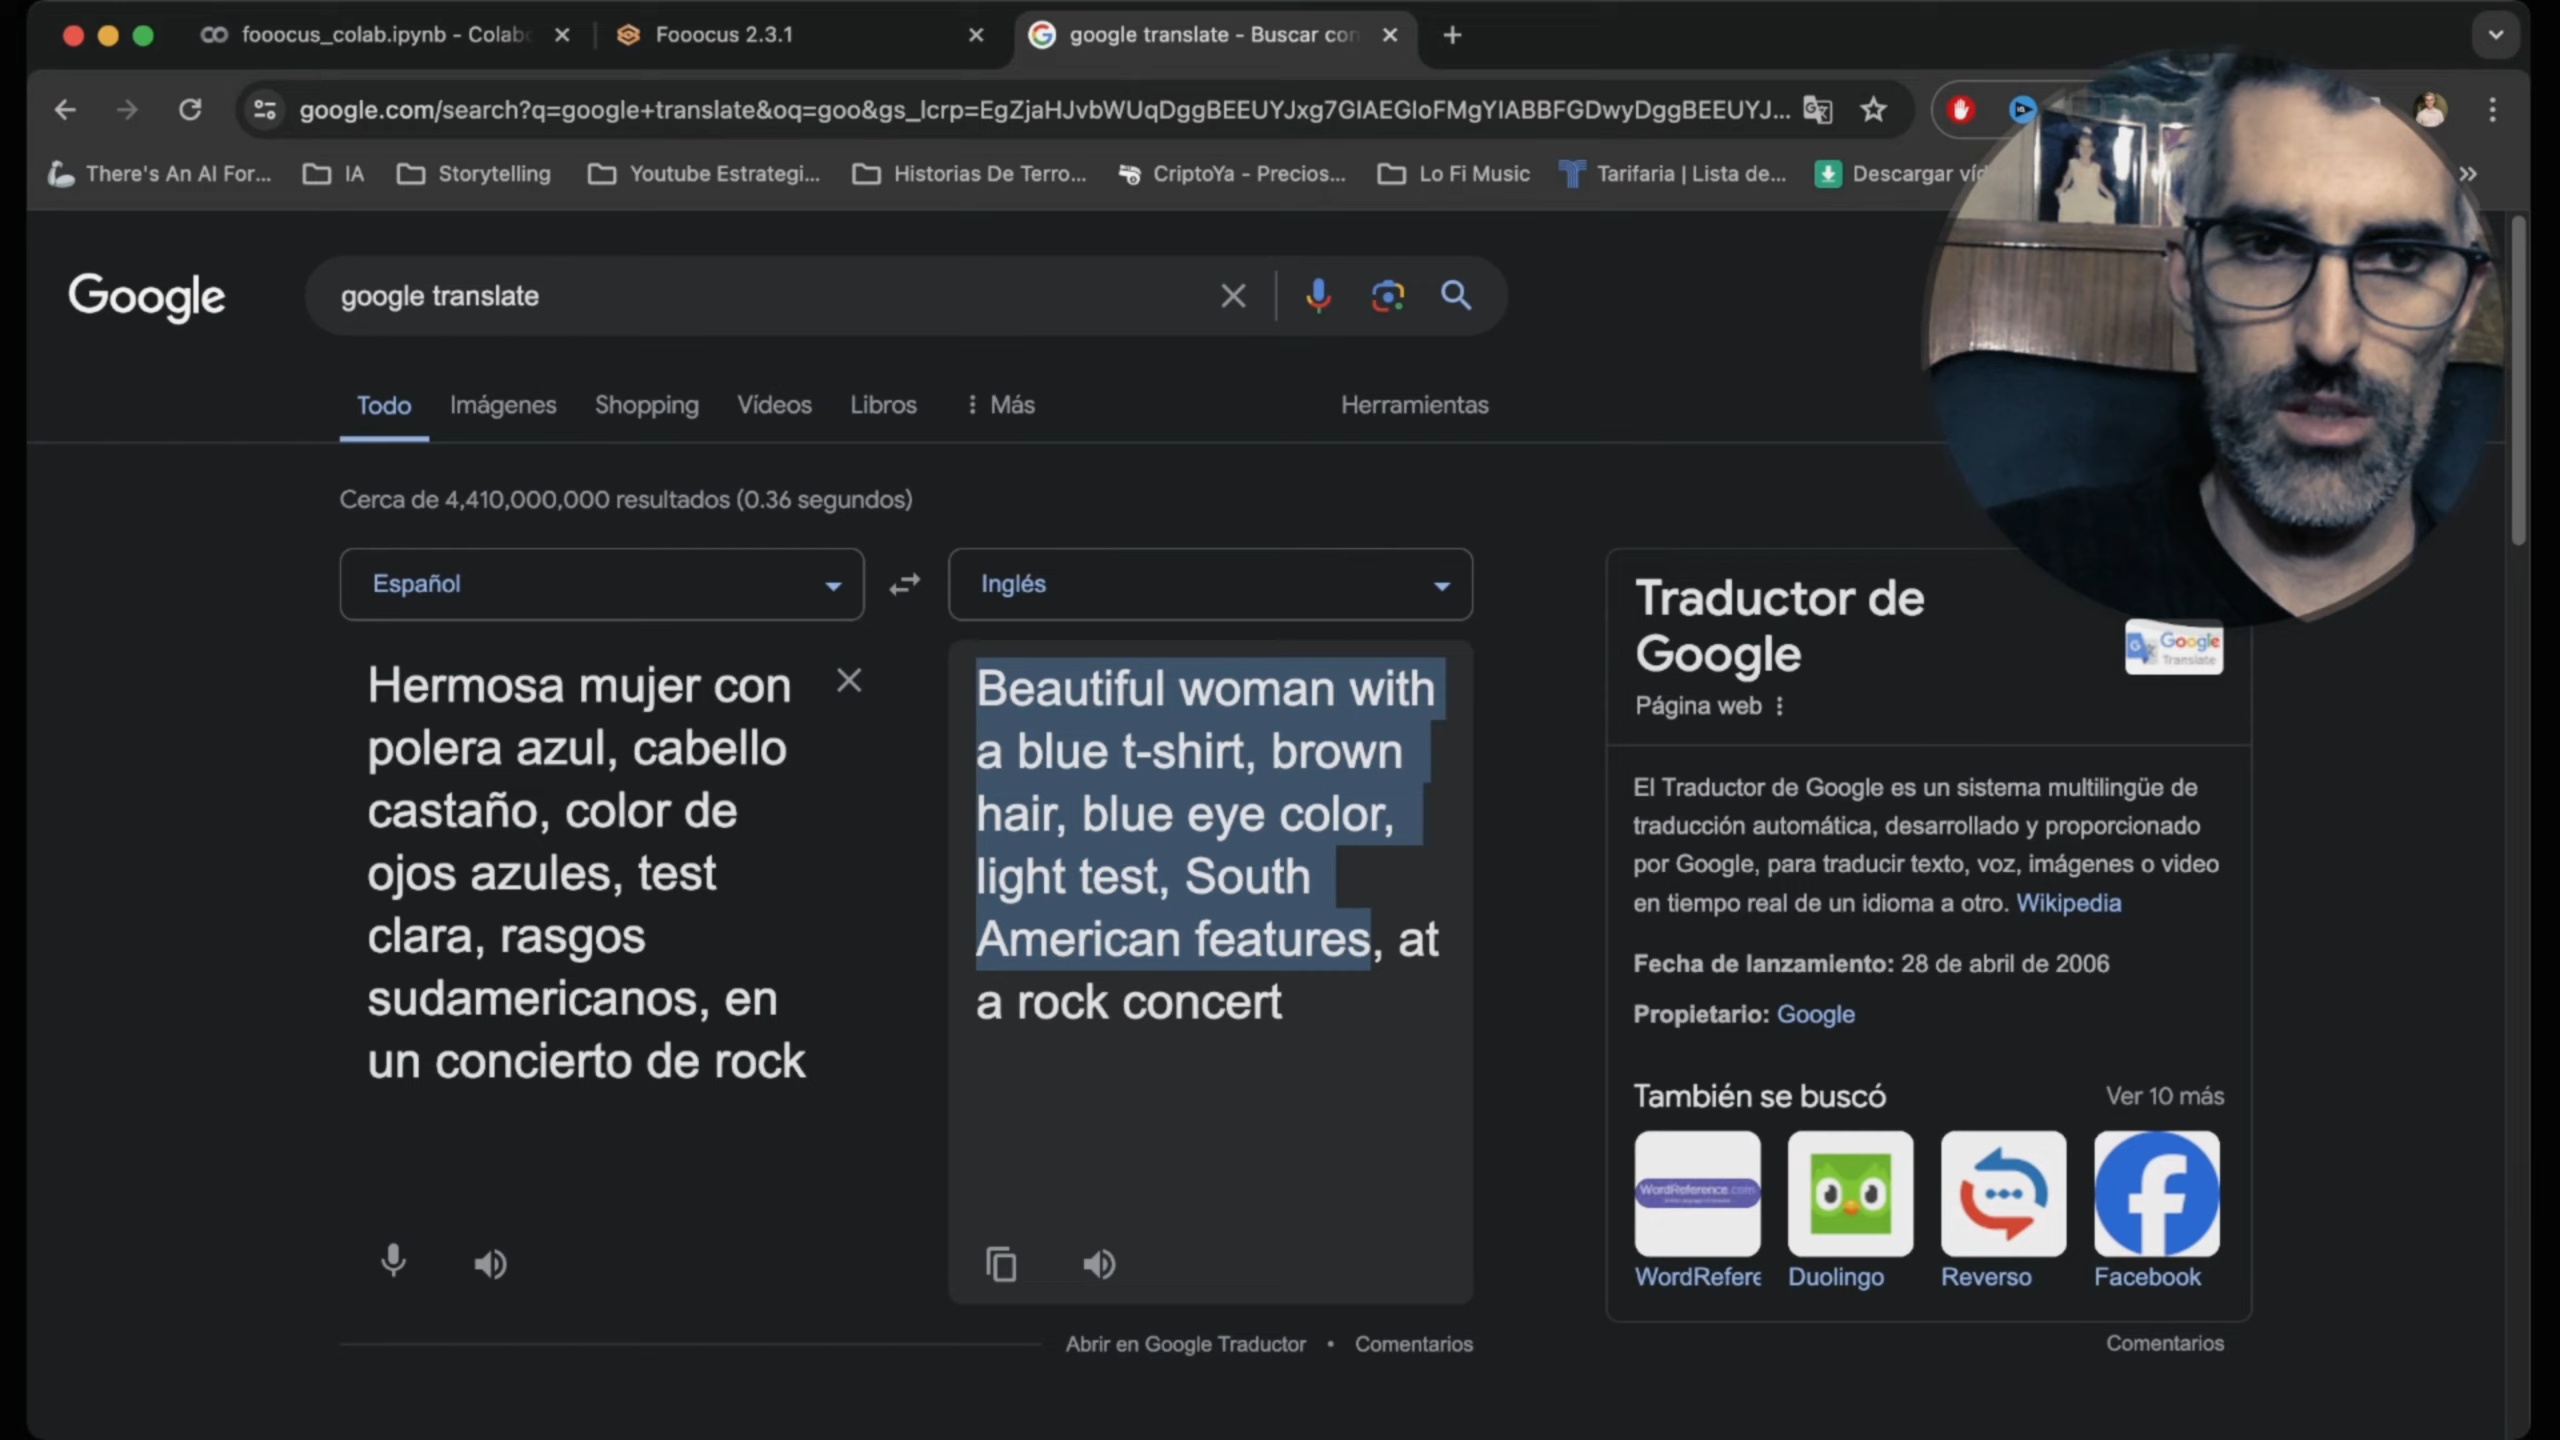 fooocus_colab.ipynb - Colab
Fooocus 2.3.1
google translate - Buscar con
google.com/search?q=google+translate&oq=goo&gs_lcrp=EgZjaHJvbWUqDggBEEUYJxg7GIAEGIoFMgYIABBFGDwyDggBEEUYJ...
There's An AI For...
IA
Storytelling
Youtube Estrategi...
Historias De Terro...
CriptoYa - Precios...
Lo Fi Music
Tarifaria | Lista de...
Descargar víd
Google
google translate
Todo
Imágenes
Shopping
Vídeos
Libros
Más
Herramientas
Cerca de 4,410,000,000 resultados (0.36 segundos)
Español
Inglés
Hermosa mujer con
polera azul, cabello
castaño, color de
ojos azules, test
clara, rasgos
sudamericanos, en
un concierto de rock
Beautiful woman with
a blue t-shirt, brown
hair, blue eye color,
light test, South
American features, at
a rock concert
Abrir en Google Traductor • Comentarios
Traductor de
Google
Página web
Google
Translate
El Traductor de Google es un sistema multilingüe de
traducción automática, desarrollado y proporcionado
por Google, para traducir texto, voz, imágenes o video
en tiempo real de un idioma a otro. Wikipedia
Fecha de lanzamiento: 28 de abril de 2006
Propietario: Google
También se buscó
Ver 10 más
WordReference.com
WordRefere
Duolingo
Reverso
Facebook
Comentarios